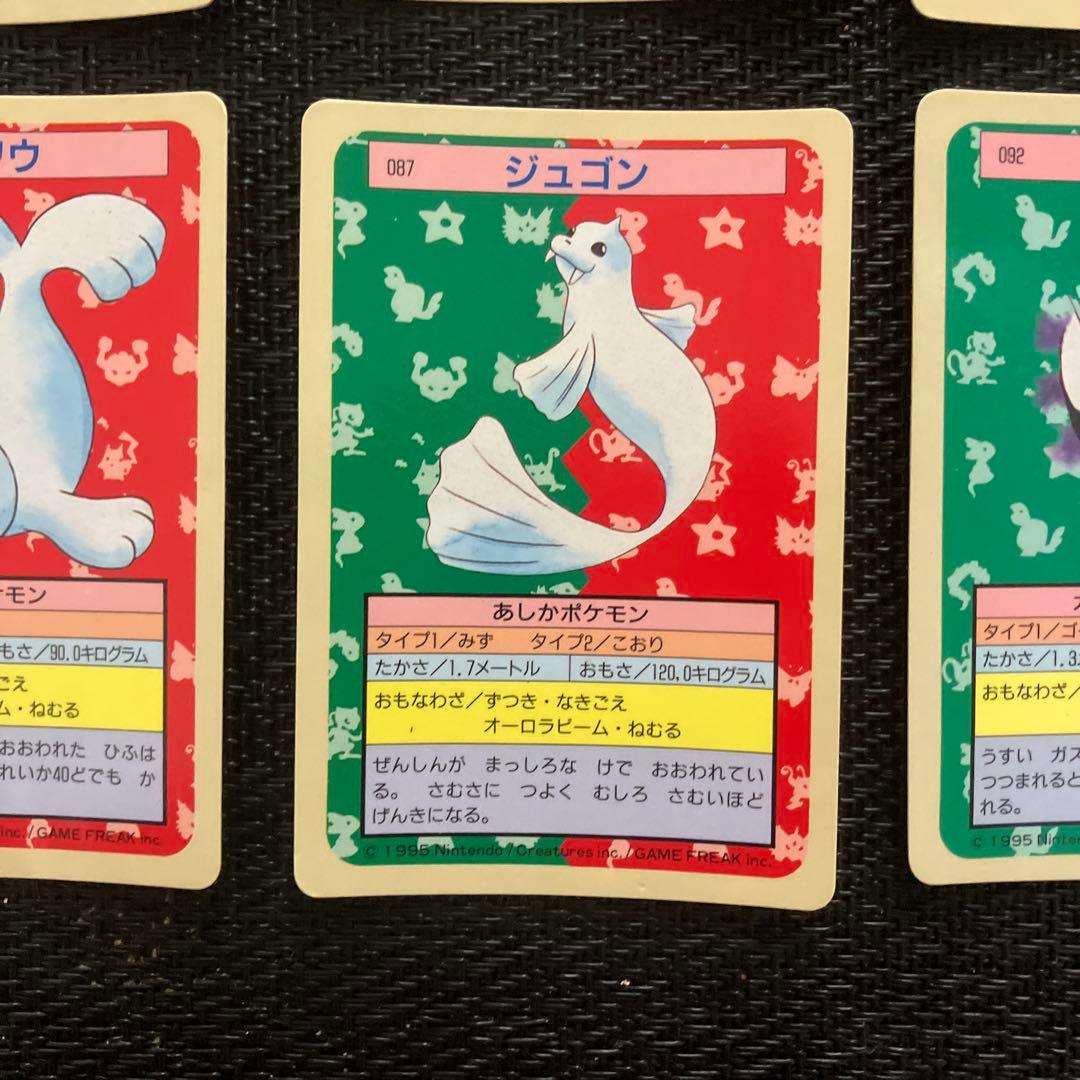 リウ
ケモン
もさ/90.0キログラム
ごえ
ム・ねむる
おおわれた ひふは
れいか40どでも か
inc./GAME FREAK inc.
087
ジュゴン
あしかポケモン
タイプ1/みず タイプ2/こおり
たかさ/1.7メートル おもさ/120,0キログラム
おもなわざ/ずつき・なきごえ
オーロラビーム・ねむる
ぜんしんが まっしろな けで おおわれてい
る。 さむさに つよく むしろ さむいほど
げんきになる。
© 1995 Nintendo/Creatures inc./GAME FREAK inc.
092
タイプ1/ゴ
たかさ/1.3
おもなわざ/
うすい ガス
つつまれると
れる。
© 1995 Ninte